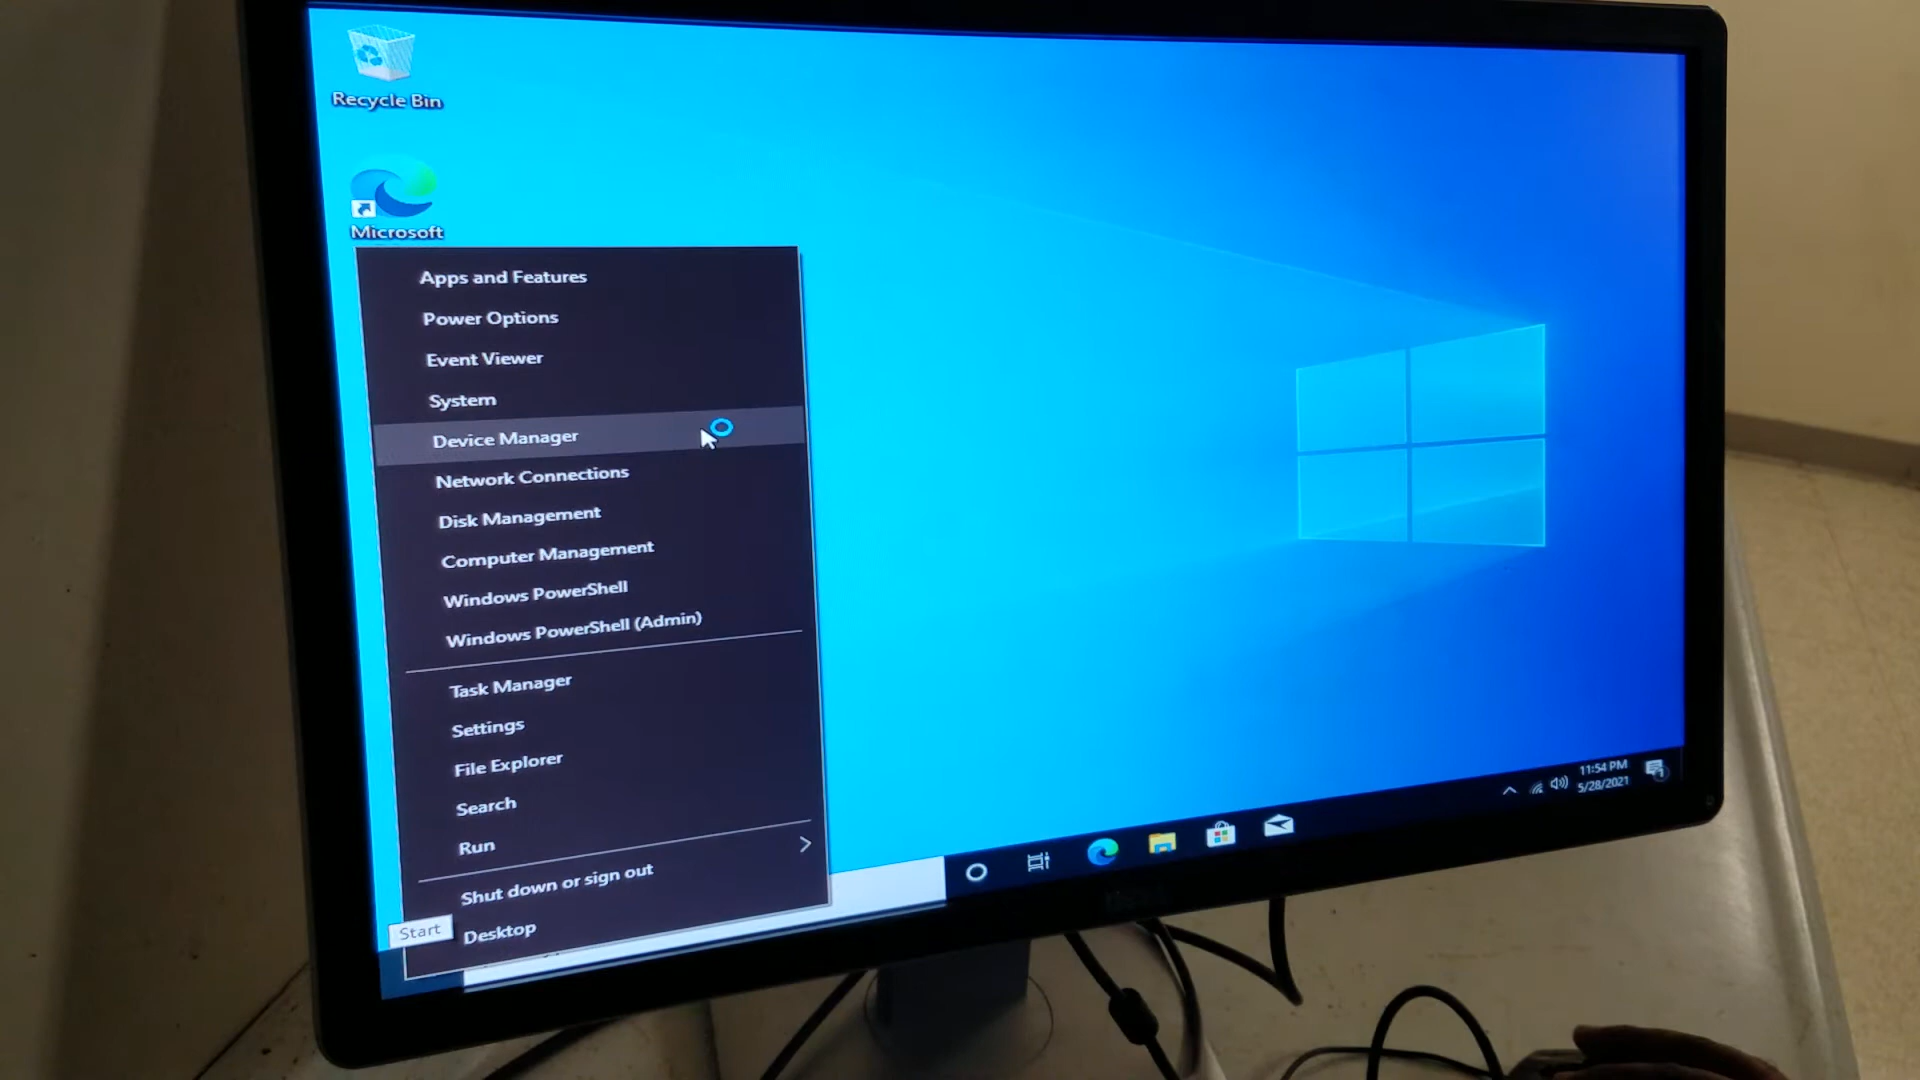 Recycle Bin
Microsoft
Apps and Features
Power Options
Event Viewer
System
Device Manager
Network Connections
Disk Management
Computer Management
Windows PowerShell
Windows PowerShell (Admin)
Task Manager
Settings
File Explorer
Search
Run
Shut down or sign out
Desktop
Start
11:54 PM
5/28/2021